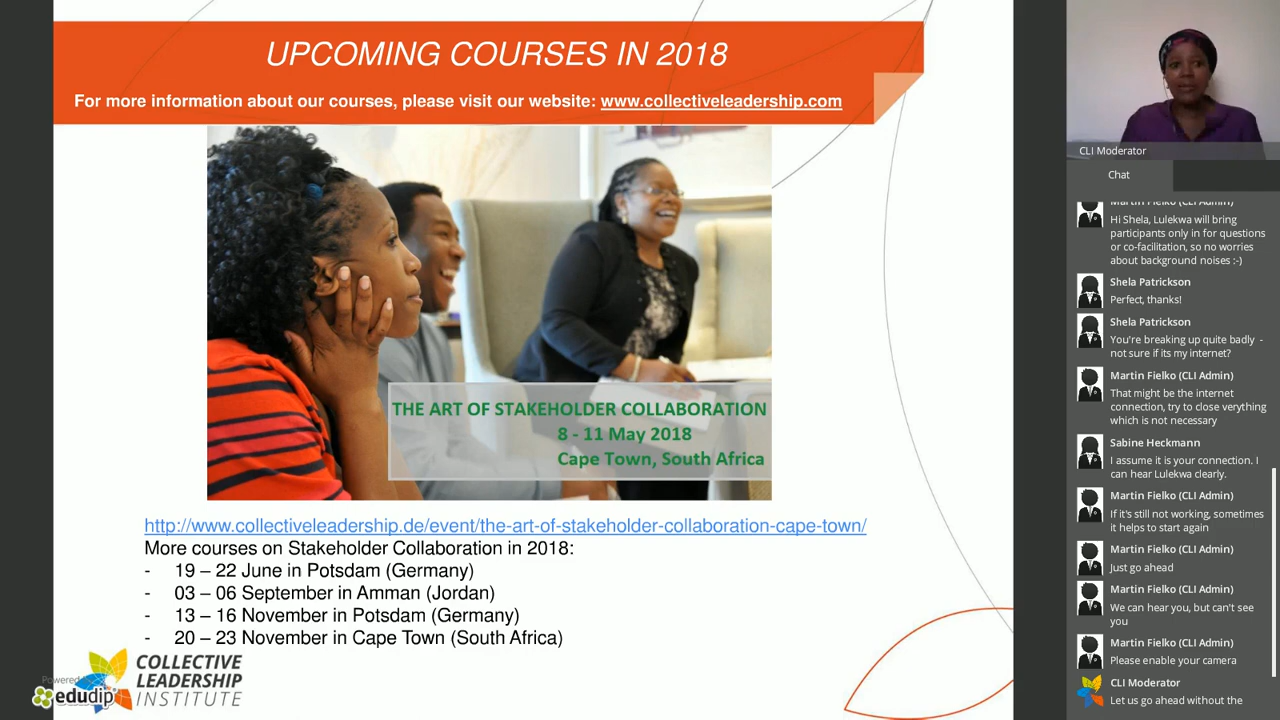 UPCOMING COURSES IN 2018
For more information about our courses, please visit our website: www.collectiveleadership.com
THE ART OF STAKEHOLDER COLLABORATION
8 - 11 May 2018
Cape Town, South Africa
http://www.collectiveleadership.de/event/the-art-of-stakeholder-collaboration-cape-town/
More courses on Stakeholder Collaboration in 2018:
- 19 – 22 June in Potsdam (Germany)
- 03 – 06 September in Amman (Jordan)
- 13 – 16 November in Potsdam (Germany)
- 20 – 23 November in Cape Town (South Africa)
COLLECTIVE
LEADERSHIP
INSTITUTE
Powered by
edudip
CLI Moderator
Chat
Martin Fielko (CLI Admin)
Hi Shela, Lulekwa will bring
participants only in for questions
or co-facilitation, so no worries
about background noises :-)
Shela Patrickson
Perfect, thanks!
Shela Patrickson
You're breaking up quite badly -
not sure if its my internet?
Martin Fielko (CLI Admin)
That might be the internet
connection, try to close verything
which is not necessary
Sabine Heckmann
I assume it is your connection. I
can hear Lulekwa clearly.
Martin Fielko (CLI Admin)
If it's still not working, sometimes
it helps to start again
Martin Fielko (CLI Admin)
Just go ahead
Martin Fielko (CLI Admin)
We can hear you, but can't see
you
Martin Fielko (CLI Admin)
Please enable your camera
CLI Moderator
Let us go ahead without the